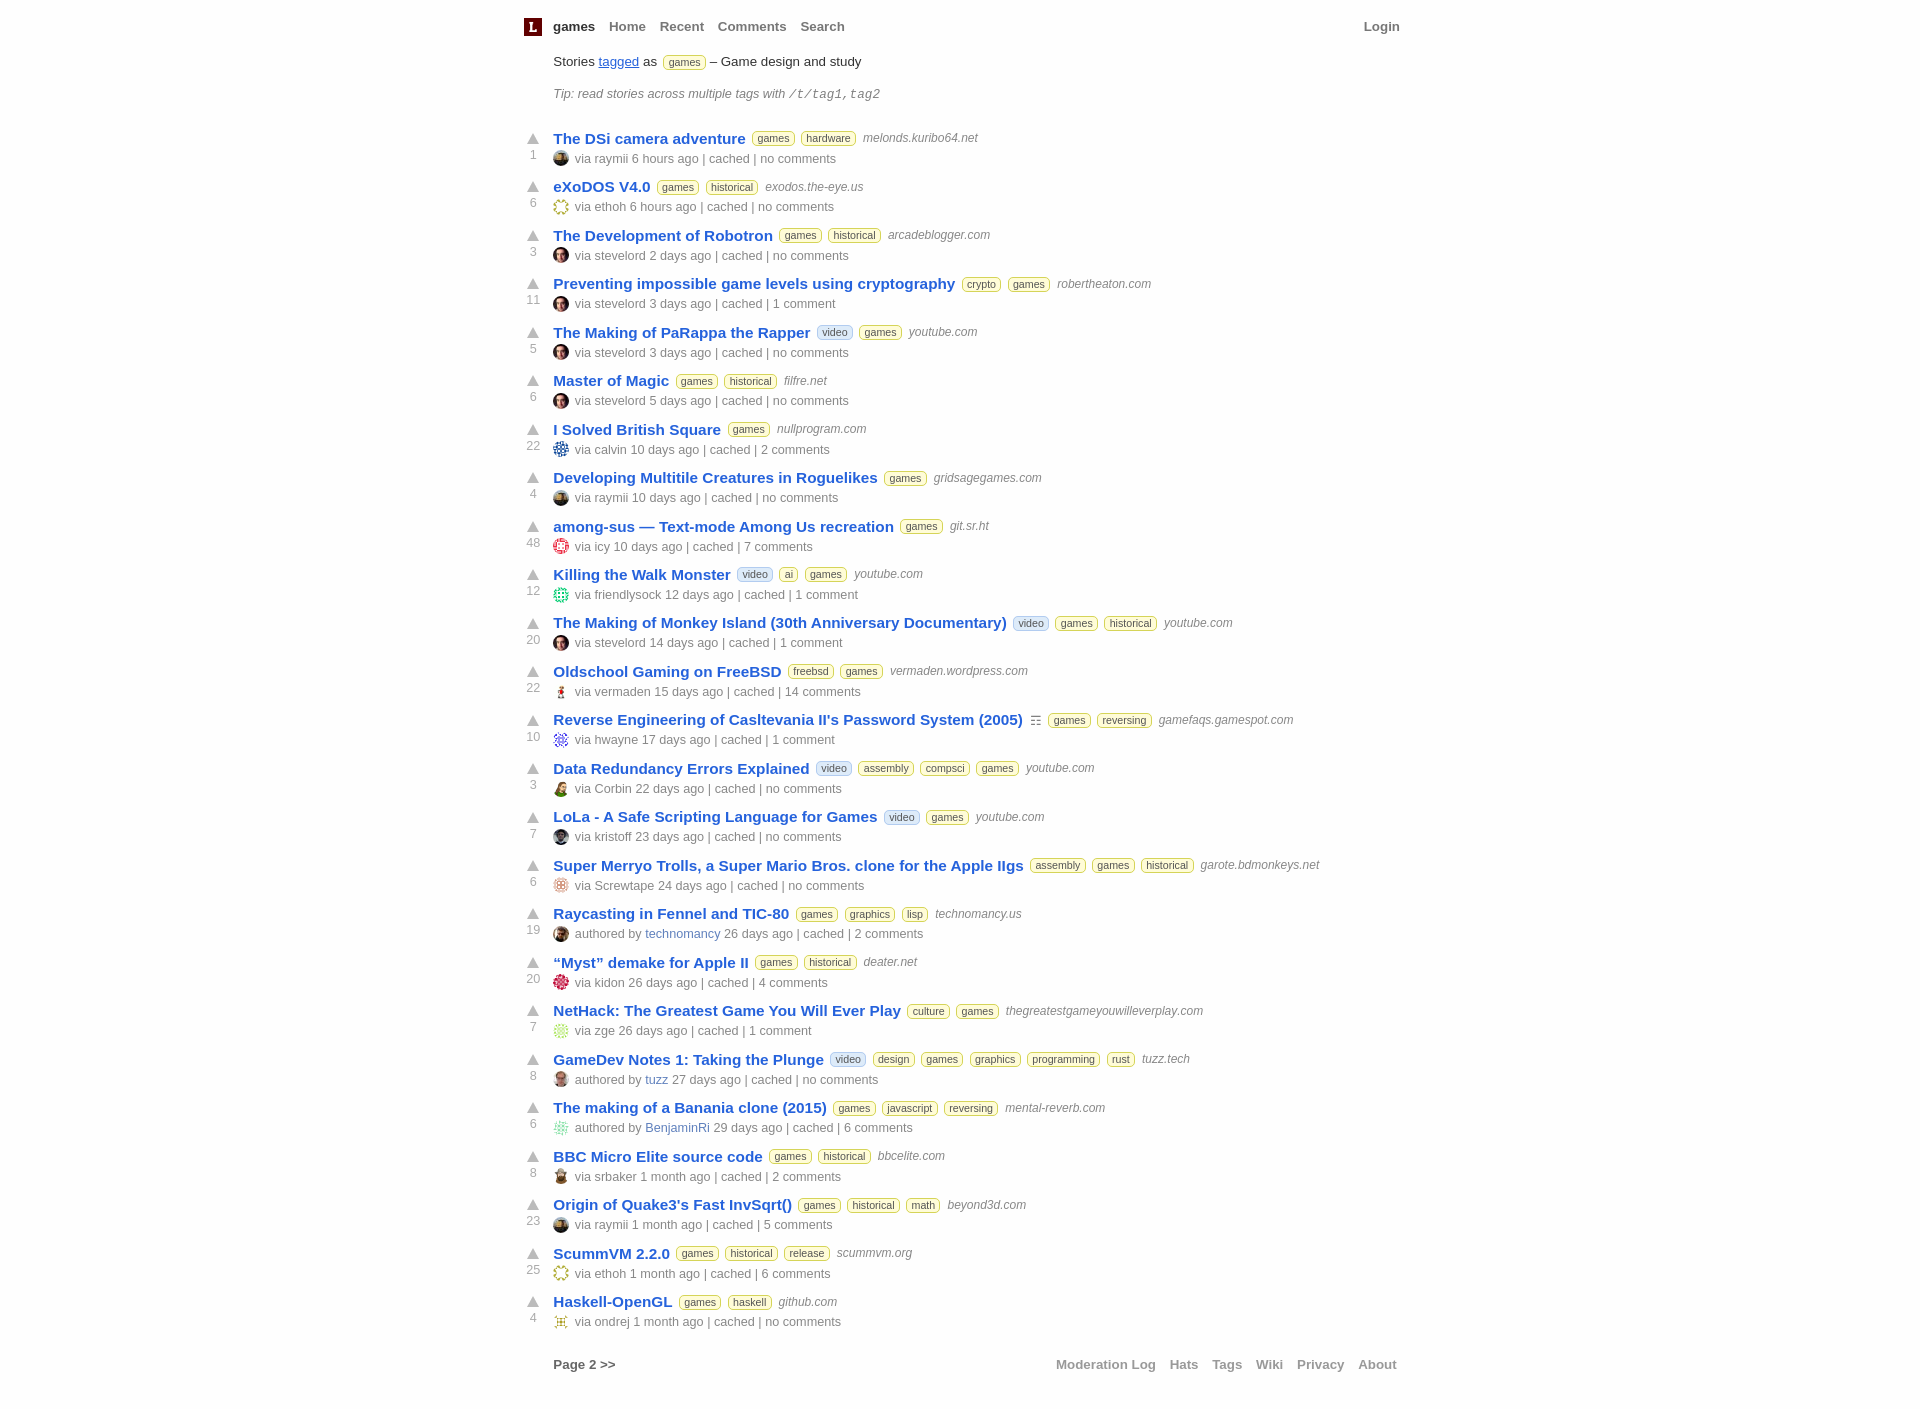 L games Home Recent Comments Search Login
Stories tagged as games – Game design and study
Tip: read stories across multiple tags with /t/tag1,tag2
The DSi camera adventure games hardware melonds.kuribo64.net
1 via raymii 6 hours ago | cached | no comments
eXoDOS V4.0 games historical exodos.the-eye.us
6 via ethoh 6 hours ago | cached | no comments
The Development of Robotron games historical arcadeblogger.com
3 via stevelord 2 days ago | cached | no comments
Preventing impossible game levels using cryptography crypto games robertheaton.com
11 via stevelord 3 days ago | cached | 1 comment
The Making of PaRappa the Rapper video games youtube.com
5 via stevelord 3 days ago | cached | no comments
Master of Magic games historical filfre.net
6 via stevelord 5 days ago | cached | no comments
I Solved British Square games nullprogram.com
22 via calvin 10 days ago | cached | 2 comments
Developing Multitile Creatures in Roguelikes games gridsagegames.com
4 via raymii 10 days ago | cached | no comments
among-sus — Text-mode Among Us recreation games git.sr.ht
48 via icy 10 days ago | cached | 7 comments
Killing the Walk Monster video ai games youtube.com
12 via friendlysock 12 days ago | cached | 1 comment
The Making of Monkey Island (30th Anniversary Documentary) video games historical youtube.com
20 via stevelord 14 days ago | cached | 1 comment
Oldschool Gaming on FreeBSD freebsd games vermaden.wordpress.com
22 via vermaden 15 days ago | cached | 14 comments
Reverse Engineering of Casltevania II's Password System (2005) ☶ games reversing gamefaqs.gamespot.com
10 via hwayne 17 days ago | cached | 1 comment
Data Redundancy Errors Explained video assembly compsci games youtube.com
3 via Corbin 22 days ago | cached | no comments
LoLa - A Safe Scripting Language for Games video games youtube.com
7 via kristoff 23 days ago | cached | no comments
Super Merryo Trolls, a Super Mario Bros. clone for the Apple IIgs assembly games historical garote.bdmonkeys.net
6 via Screwtape 24 days ago | cached | no comments
Raycasting in Fennel and TIC-80 games graphics lisp technomancy.us
19 authored by technomancy 26 days ago | cached | 2 comments
“Myst” demake for Apple II games historical deater.net
20 via kidon 26 days ago | cached | 4 comments
NetHack: The Greatest Game You Will Ever Play culture games thegreatestgameyouwilleverplay.com
7 via zge 26 days ago | cached | 1 comment
GameDev Notes 1: Taking the Plunge video design games graphics programming rust tuzz.tech
8 authored by tuzz 27 days ago | cached | no comments
The making of a Banania clone (2015) games javascript reversing mental-reverb.com
6 authored by BenjaminRi 29 days ago | cached | 6 comments
BBC Micro Elite source code games historical bbcelite.com
8 via srbaker 1 month ago | cached | 2 comments
Origin of Quake3's Fast InvSqrt() games historical math beyond3d.com
23 via raymii 1 month ago | cached | 5 comments
ScummVM 2.2.0 games historical release scummvm.org
25 via ethoh 1 month ago | cached | 6 comments
Haskell-OpenGL games haskell github.com
4 via ondrej 1 month ago | cached | no comments
Page 2 >> Moderation Log Hats Tags Wiki Privacy About